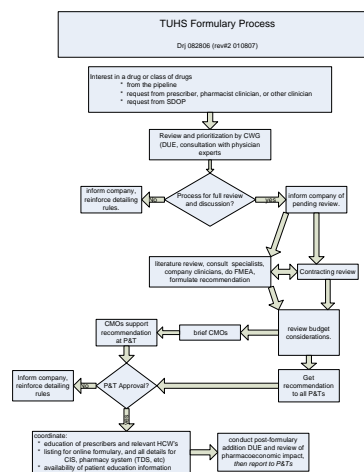 TUHS Formulary Process
Drj 082806 (rev#2 010807)
Interest in a drug or class of drugs
* from the pipeline
* request from prescriber, pharmacist clinician, or other clinician
* request from SDOP
Review and prioritization by CWG
(DUE, consultation with physician
experts
inform company,
reinforce detailing
rules.
No
Process for full review
and discussion?
yes
inform company of
pending review.
literature review, consult specialists,
company clinicians, do FMEA,
formulate recommendation
Contracting review
CMOs support
recommendation
at P&T
brief CMOs
review budget
considerations.
inform company,
reinforce detailing
rules
No
P&T Approval?
Get
recommendation
to all P&Ts
yes
coordinate:
* education of prescribers and relevant HCW's
* listing for online formulary, and all details for
CIS, pharmacy system (TDS, etc)
* availability of patient education information
conduct post-formulary
addition DUE and review of
pharmacoeconomic impact,
then report to P&Ts